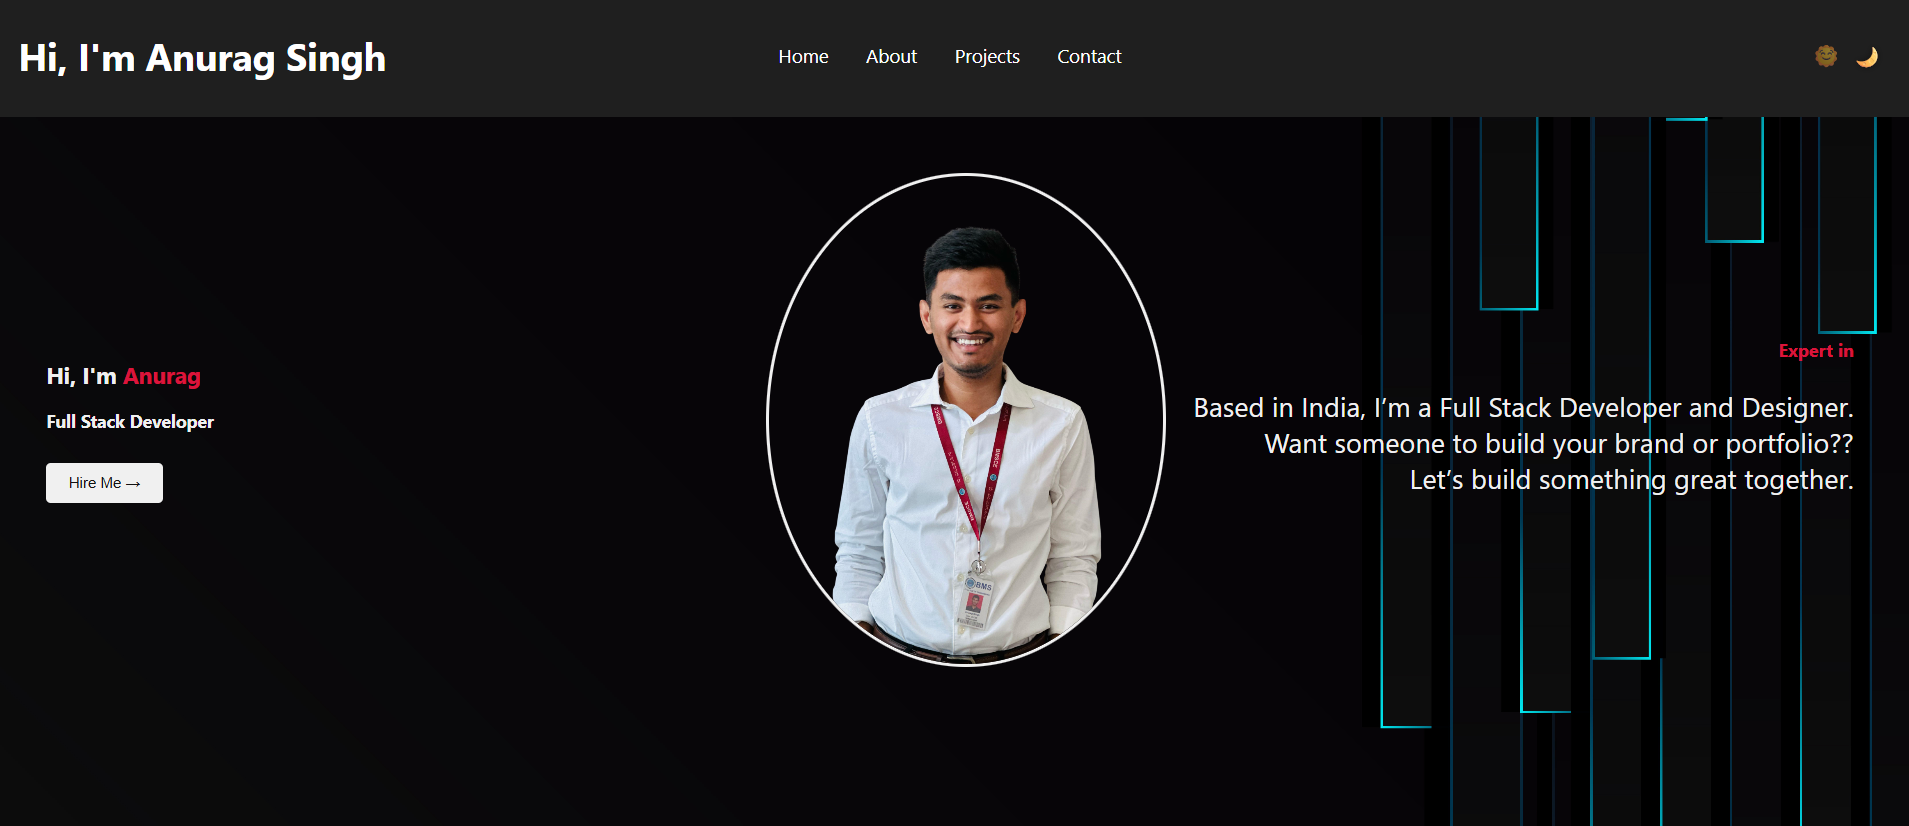 Hi, I'm Anurag Singh
Home About Projects Contact
Hi, I'm Anurag
Full Stack Developer
Hire Me →
BMS
Expert in
Based in India, I’m a Full Stack Developer and Designer.
Want someone to build your brand or portfolio??
Let’s build something great together.